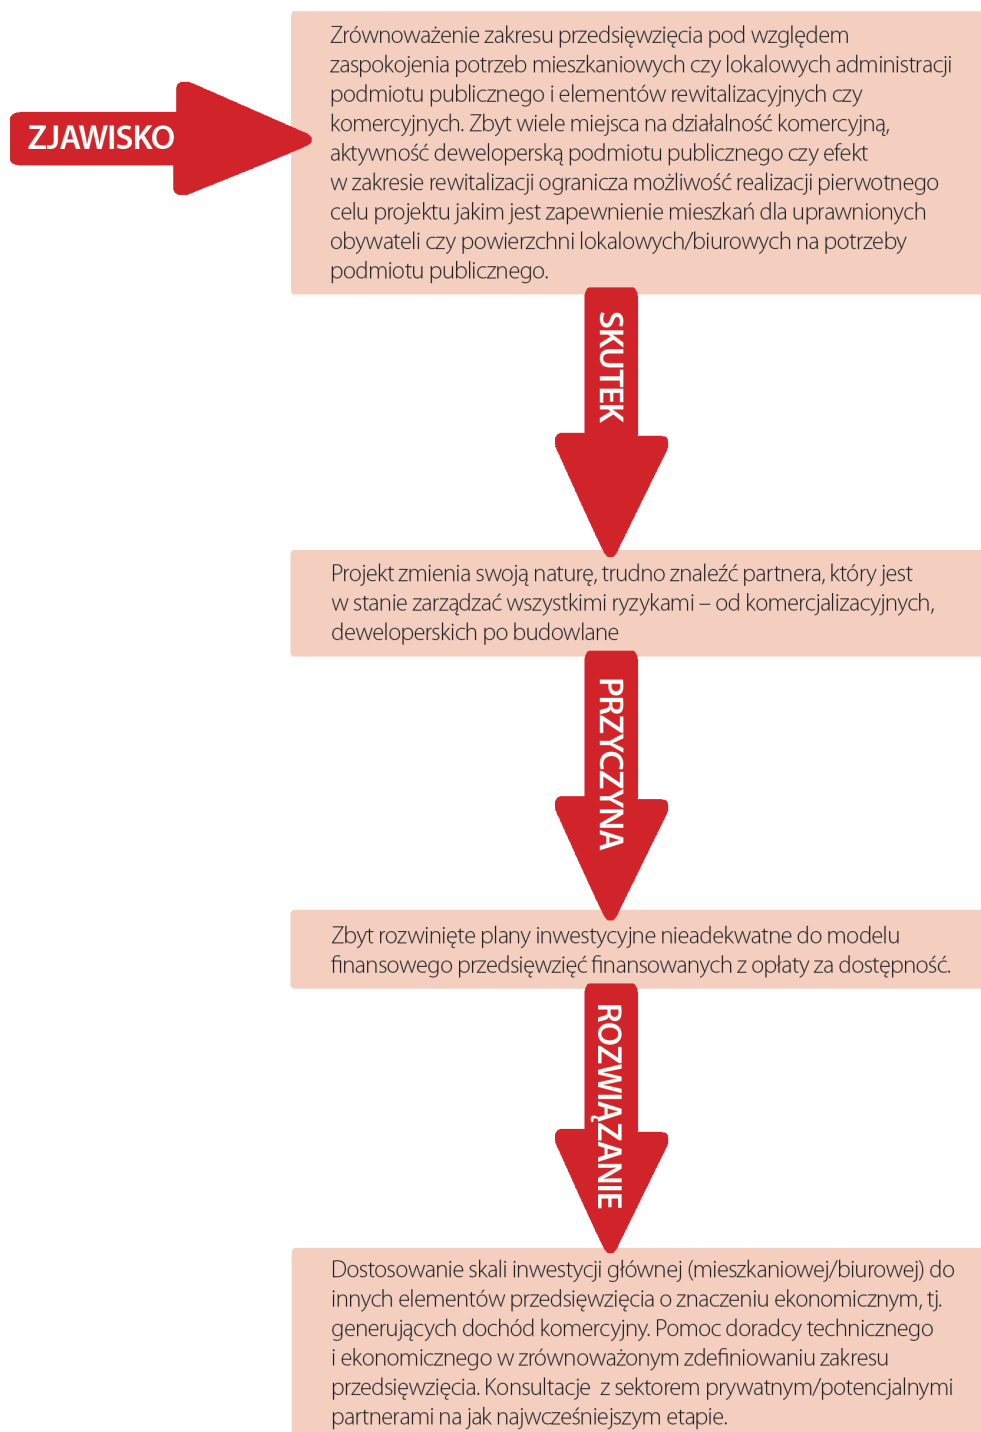 Zrównoważenie zakresu przedsięwzięcia pod względem
zaspokojenia potrzeb mieszkaniowych czy lokalowych administracji
podmiotu publicznego i elementów rewitalizacyjnych czy
komercyjnych. Zbyt wiele miejsca na działalność komercyjną,
aktywność deweloperską podmiotu publicznego czy efekt
w zakresie rewitalizacji ogranicza możliwość realizacji pierwotnego
celu projektu jakim jest zapewnienie mieszkań dla uprawnionych
obywateli czy powierzchni lokalowych/biurowych na potrzeby
podmiotu publicznego.
ZJAWISKO
SKUTEK
Projekt zmienia swoją naturę, trudno znaleźć partnera, który jest
w stanie zarządzać wszystkimi ryzykami – od komercjalizacyjnych,
deweloperskich po budowlane
PRZYCZYNA
Zbyt rozwinięte plany inwestycyjne nieadekwatne do modelu
finansowego przedsięwzięć finansowanych z opłaty za dostępność.
ROZWIĄZANIE
Dostosowanie skali inwestycji głównej (mieszkaniowej/biurowej) do
innych elementów przedsięwzięcia o znaczeniu ekonomicznym, tj.
generujących dochód komercyjny. Pomoc doradcy technicznego
i ekonomicznego w zrównoważonym zdefiniowaniu zakresu
przedsięwzięcia. Konsultacje z sektorem prywatnym/potencjalnymi
partnerami na jak najwcześniejszym etapie.